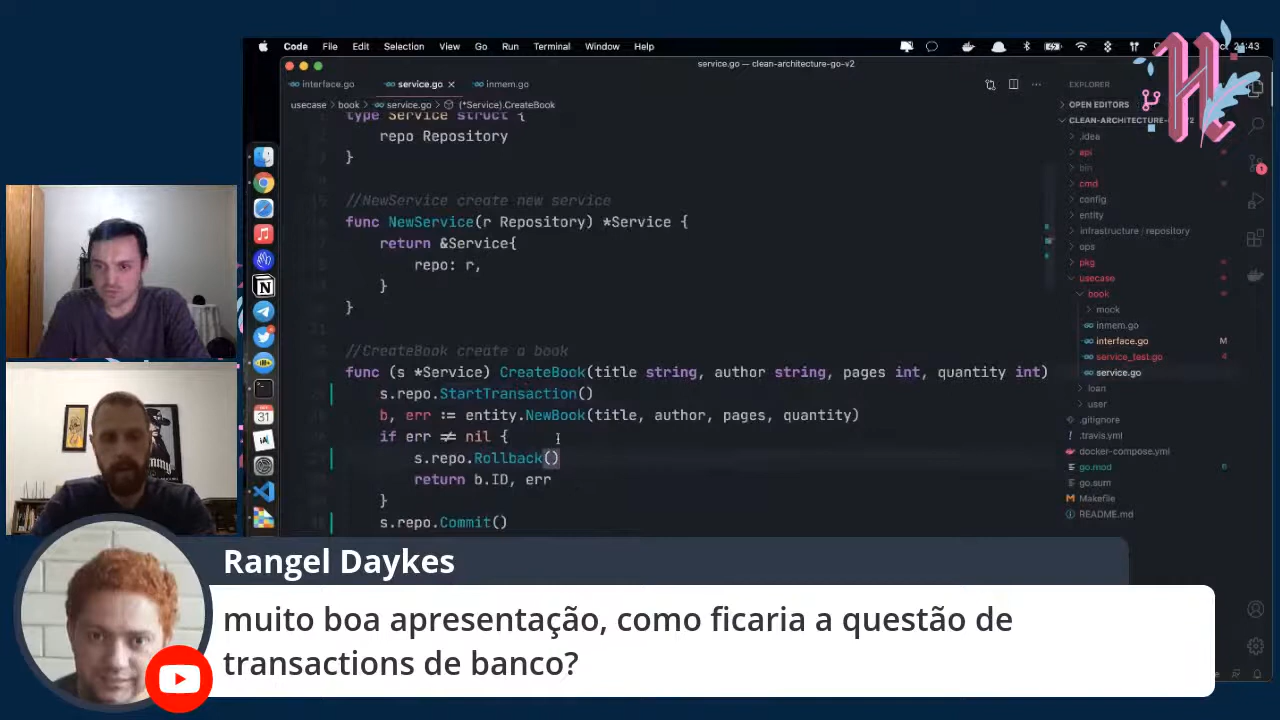 Code File Edit Selection View Go Run Terminal Window Help 21:43
service.go — clean-architecture-go-v2
interface.go service.go inmem.go
usecase > book > service.go > (*Service).CreateBook
type Service struct {
repo Repository
}
//NewService create new service
func NewService(r Repository) *Service {
return &Service{
repo: r,
}
}
//CreateBook create a book
func (s *Service) CreateBook(title string, author string, pages int, quantity int)
s.repo.StartTransaction()
b, err := entity.NewBook(title, author, pages, quantity)
if err ≠ nil {
s.repo.Rollback()
return b.ID, err
}
s.repo.Commit()
EXPLORER
OPEN EDITORS
.idea
api
bin
cmd
config
entity
infrastructure / repository
ops
pkg
usecase
book
mock
inmem.go
interface.go M
service_test.go 4
service.go
loan
user
.gitignore
.travis.yml
docker-compose.yml
go.mod
go.sum
Makefile
README.md
Rangel Daykes
muito boa apresentação, como ficaria a questão de
transactions de banco?